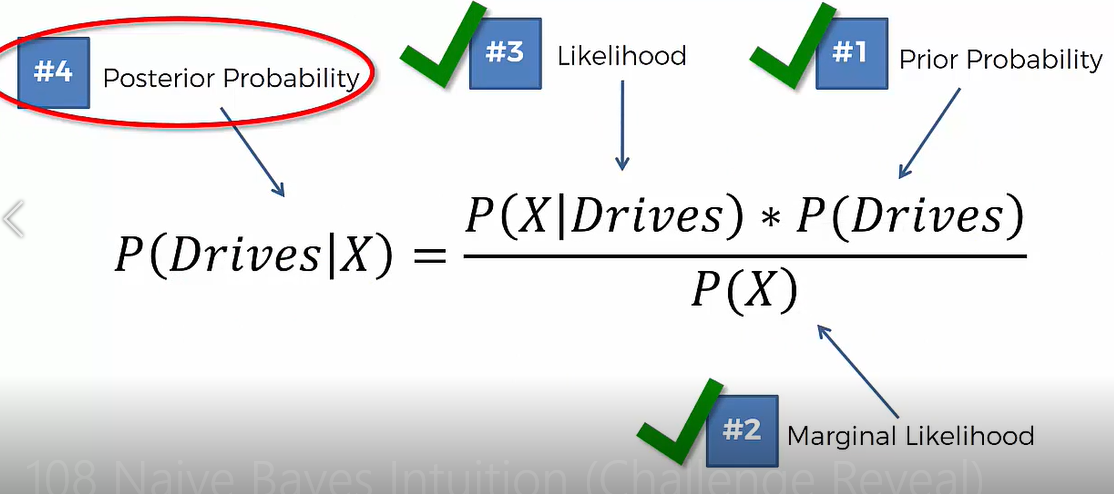 #4 Posterior Probability
#3 Likelihood
#1 Prior Probability
P(Drives|X) = P(X|Drives) * P(Drives)
P(X)
#2 Marginal Likelihood
108 Naive Bayes Intuition (Challenge Reveal)